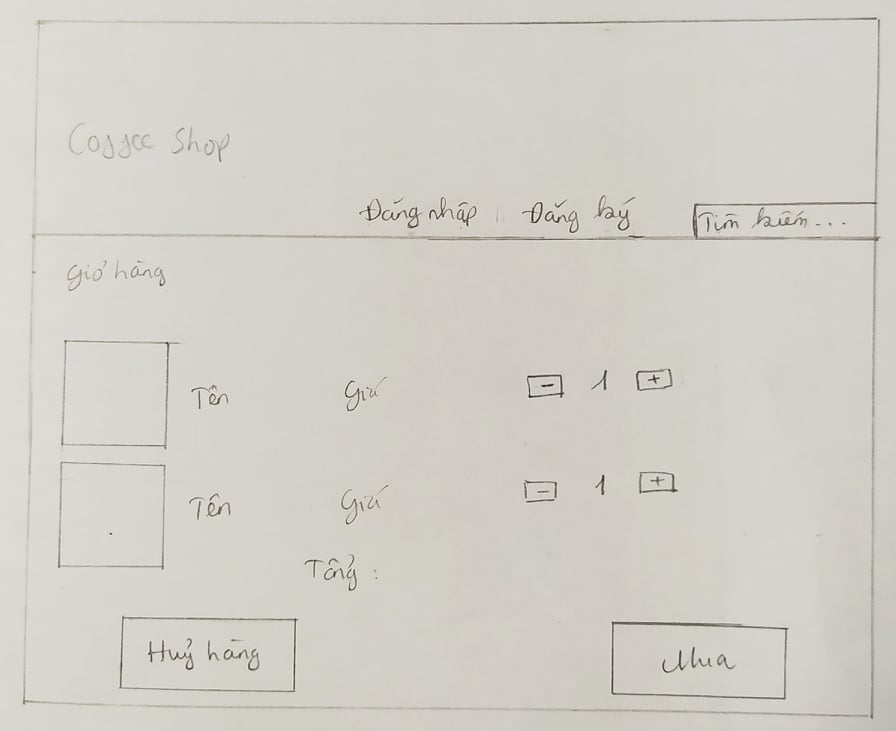 Coffee Shop
Đăng nhập Đăng ký Tìm kiếm...
Giỏ hàng
Tên Giá - 1 +
Tên Giá - 1 +
Tổng :
Huỷ hàng Mua